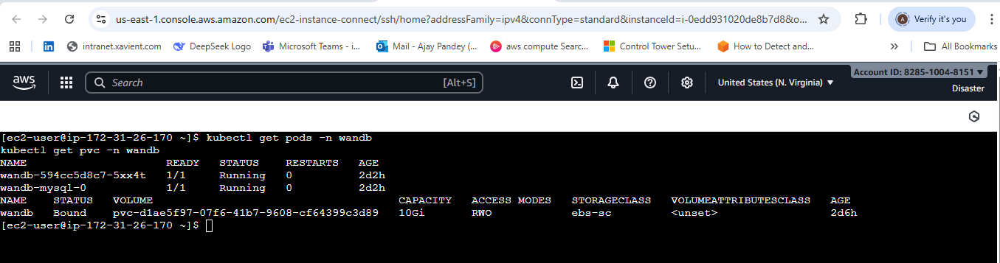 us-east-1.console.aws.amazon.com/ec2-instance-connect/ssh/home?addressFamily=ipv4&connType=standard&instanceId=i-0edd931020de8b7d8&o...
A Verify it's you
intranet.xavient.com DeepSeek Logo Microsoft Teams - i... Mail - Ajay Pandey (... aws compute Searc... Control Tower Setu... How to Detect and... » All Bookmarks
aws Search [Alt+S] United States (N. Virginia) ▼ Account ID: 8285-1004-8151 ▼
Disaster
[ec2-user@ip-172-31-26-170 ~]$ kubectl get pods -n wandb
kubectl get pvc -n wandb
NAME READY STATUS RESTARTS AGE
wandb-594cc5d8c7-5xx4t 1/1 Running 0 2d2h
wandb-mysql-0 1/1 Running 0 2d2h
NAME STATUS VOLUME CAPACITY ACCESS MODES STORAGECLASS VOLUMEATTRIBUTESCLASS AGE
wandb Bound pvc-d1ae5f97-07f6-41b7-9608-cf64399c3d89 10Gi RWO ebs-sc <unset> 2d6h
[ec2-user@ip-172-31-26-170 ~]$